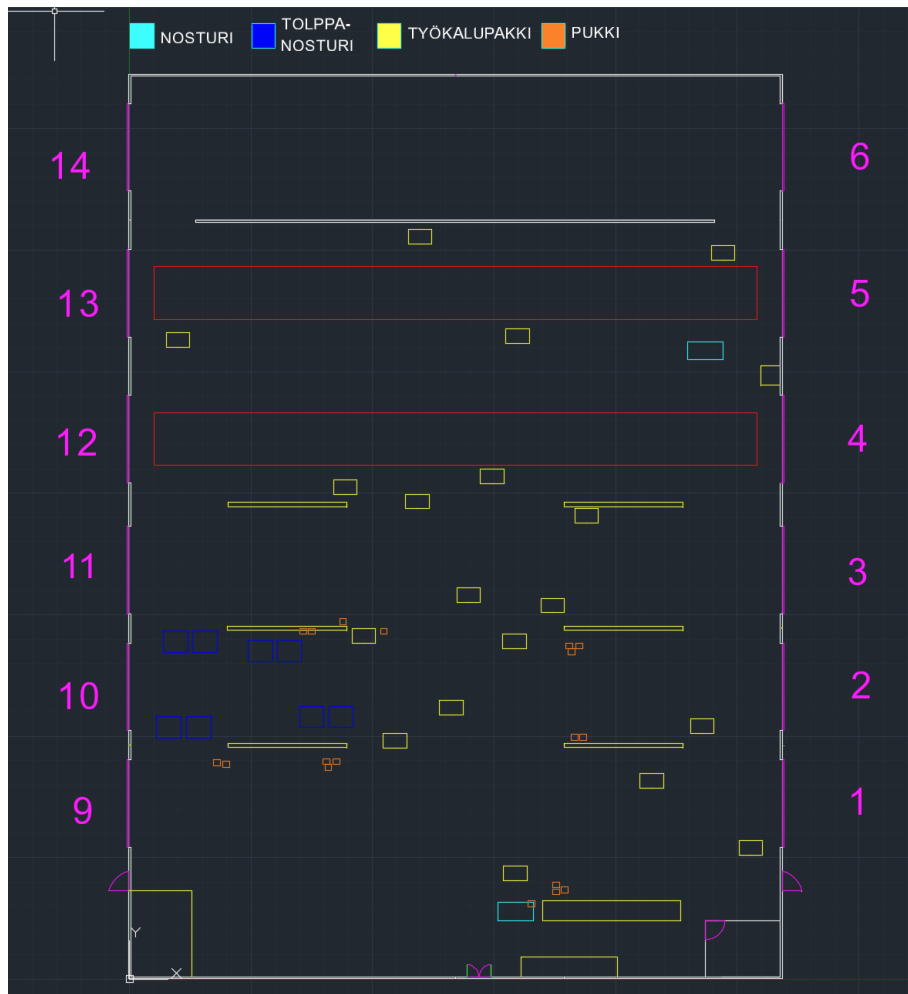 NOSTURI
TOLPPA-
NOSTURI
TYÖKALUPAKKI
PUKKI
14
6
13
5
12
4
11
3
10
2
9
1
Y
X